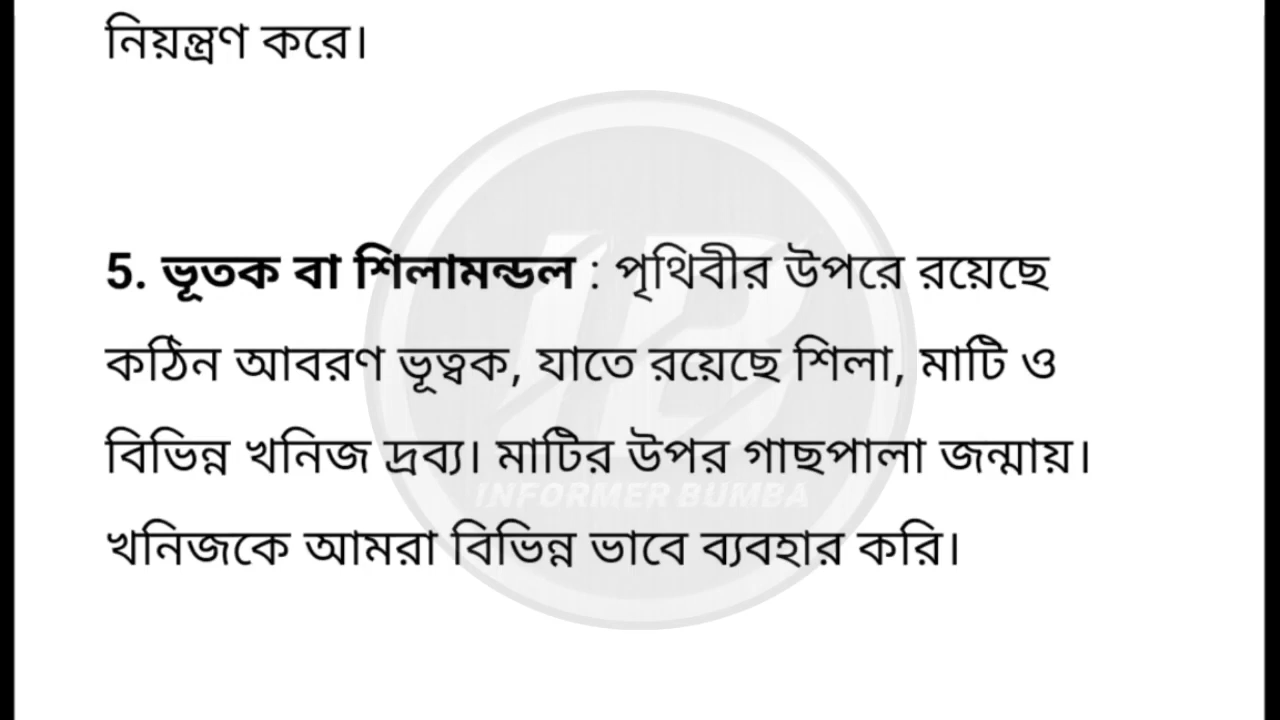 নিয়ন্ত্রণ করে।
5. ভূতক বা শিলামন্ডল : পৃথিবীর উপরে রয়েছে
কঠিন আবরণ ভূত্বক, যাতে রয়েছে শিলা, মাটি ও
বিভিন্ন খনিজ দ্রব্য। মাটির উপর গাছপালা জন্মায়।
INFORMER BUMBA
খনিজকে আমরা বিভিন্ন ভাবে ব্যবহার করি।